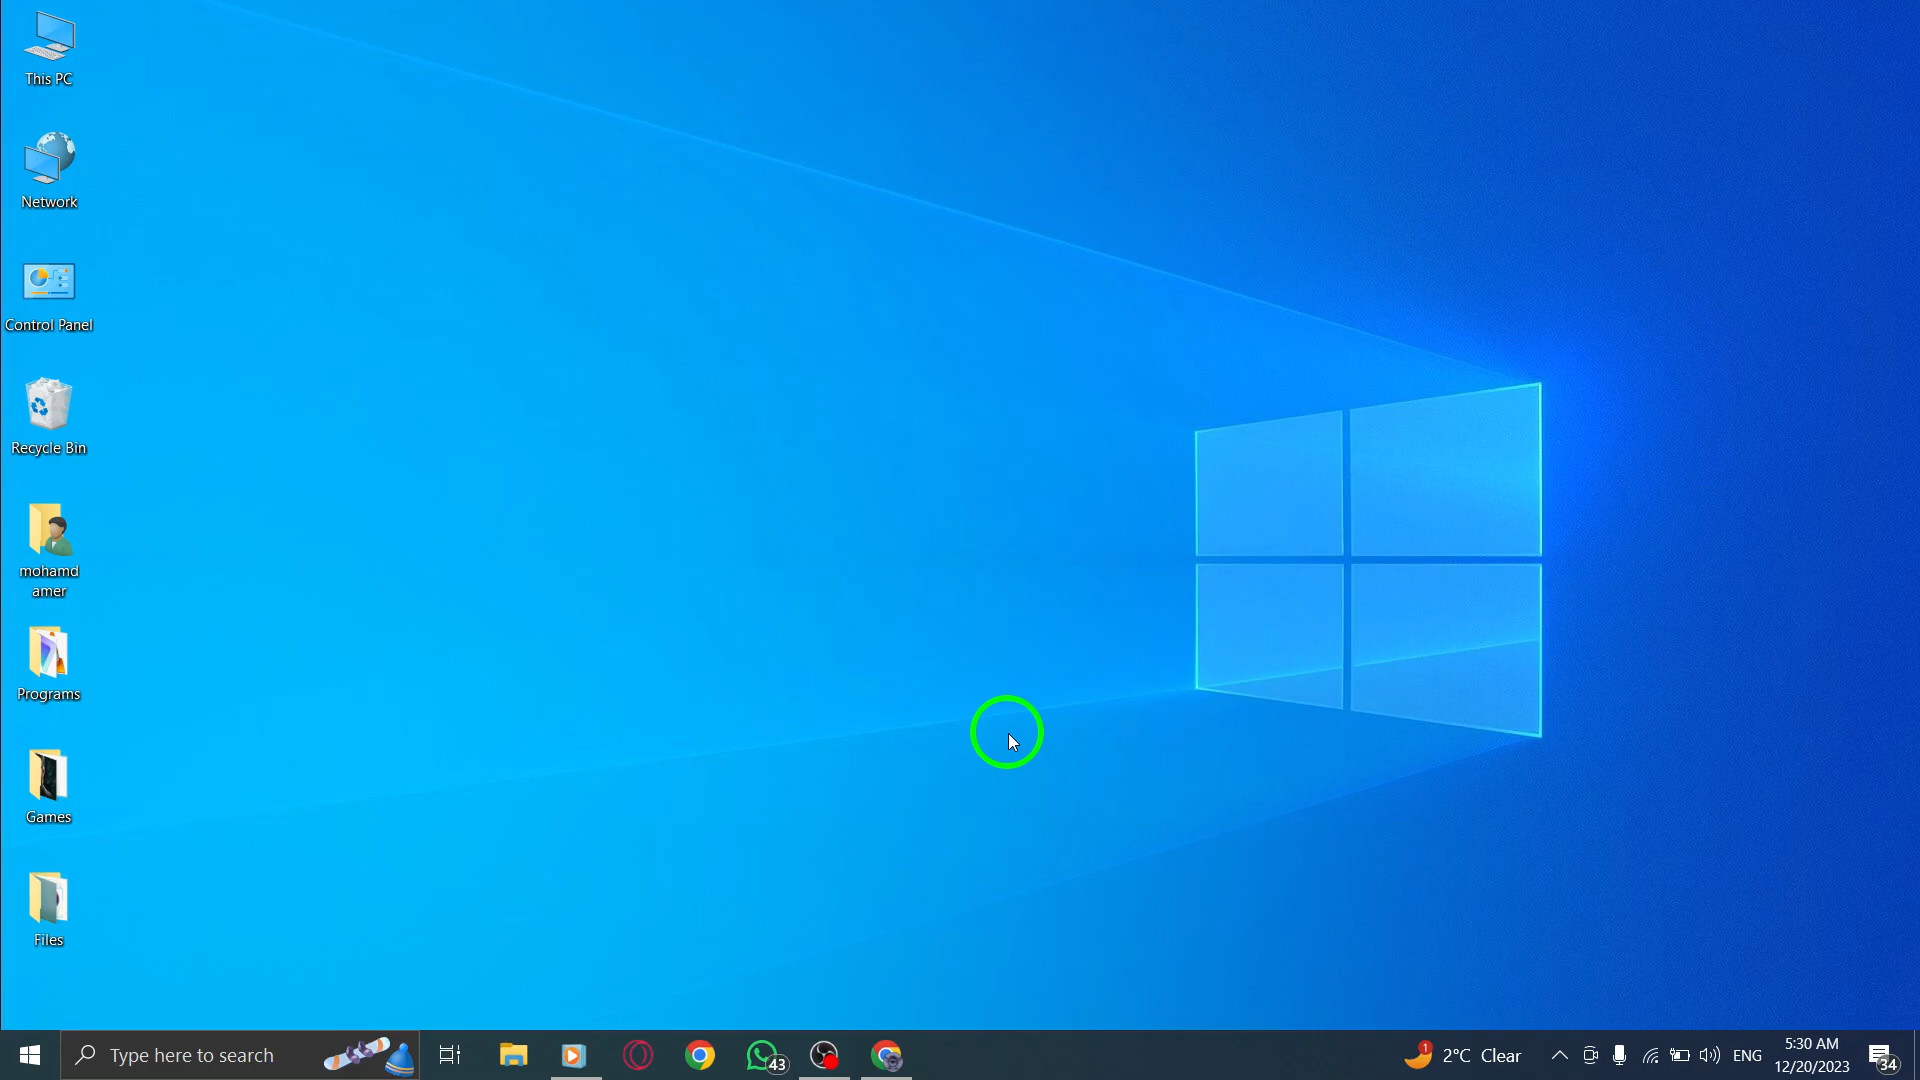 This PC
Network
Control Panel
Recycle Bin
mohamd
amer
Programs
Games
Files
Type here to search
43
1
2°C Clear
ENG
5:30 AM
12/20/2023
34